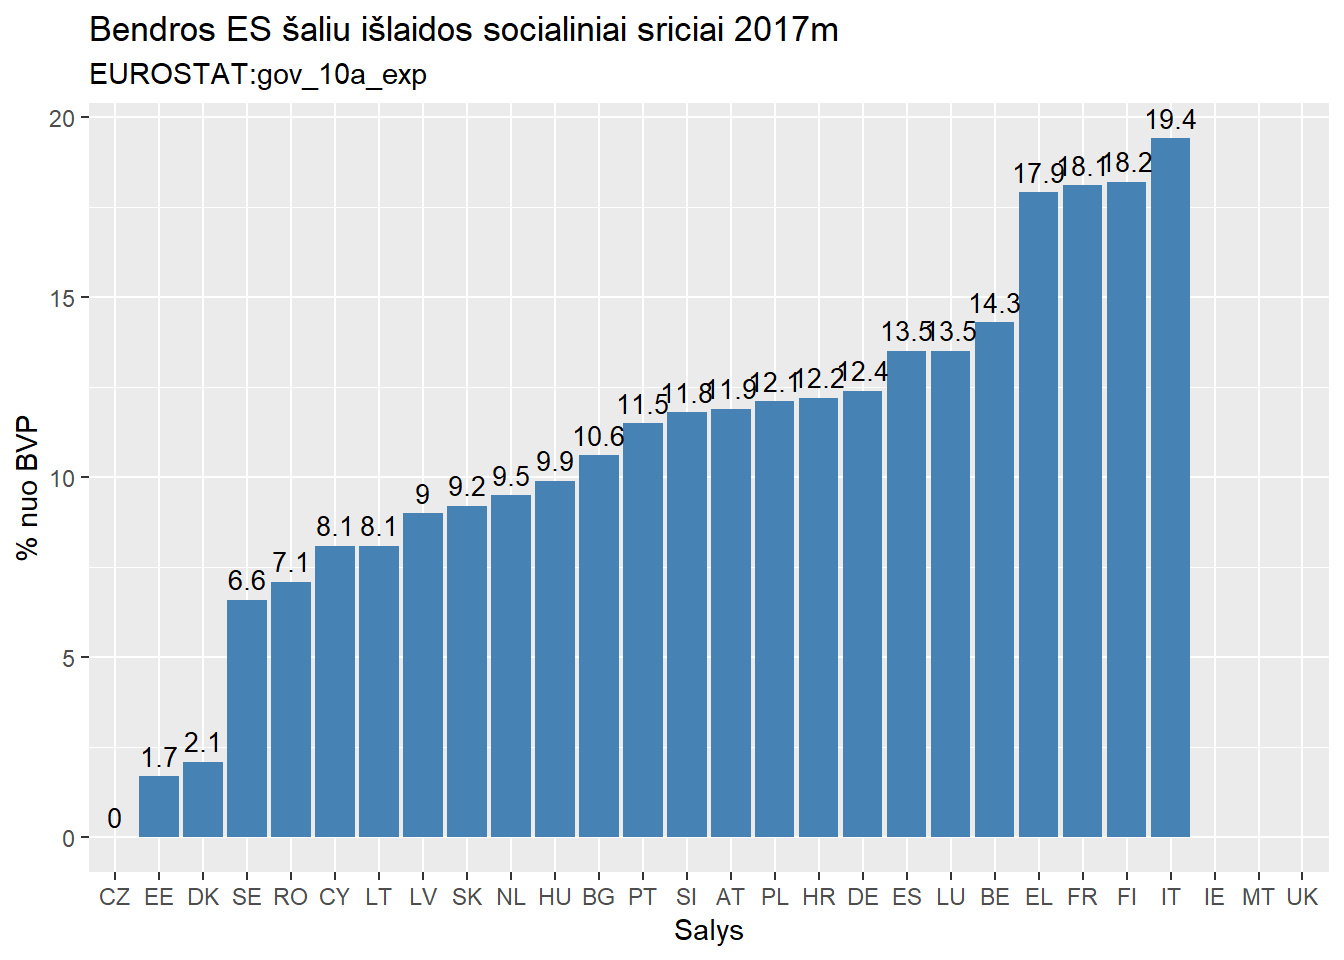 Bendros ES šaliu išlaidos socialiniai sriciai 2017m
EUROSTAT:gov_10a_exp
% nuo BVP
20
15
10
5
0
0 1.7 2.1 6.6 7.1 8.1 8.1 9 9.2 9.5 9.9 10.6 11.5 11.8 11.9 12.1 12.2 12.4 13.5 13.5 14.3 17.9 18.1 18.2 19.4
CZ EE DK SE RO CY LT LV SK NL HU BG PT SI AT PL HR DE ES LU BE EL FR FI IT IE MT UK
Salys